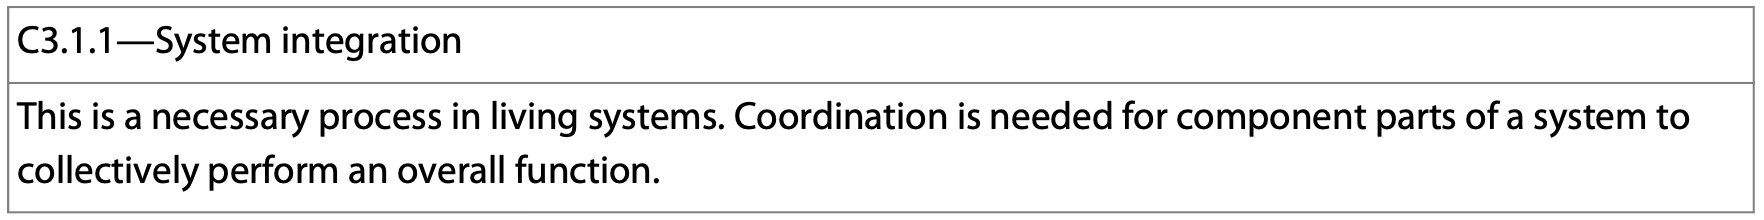 C3.1.1—System integration
This is a necessary process in living systems. Coordination is needed for component parts of a system to
collectively perform an overall function.